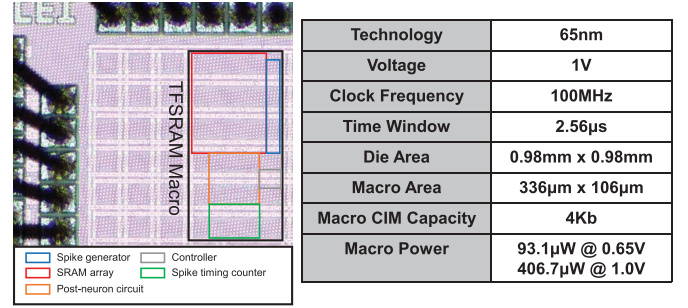 TFSRAM Macro
Spike generator
Controller
SRAM array
Spike timing counter
Post-neuron circuit
Technology 65nm
Voltage 1V
Clock Frequency 100MHz
Time Window 2.56μs
Die Area 0.98mm x 0.98mm
Macro Area 336μm x 106μm
Macro CIM Capacity 4Kb
Macro Power 93.1μW @ 0.65V
406.7μW @ 1.0V